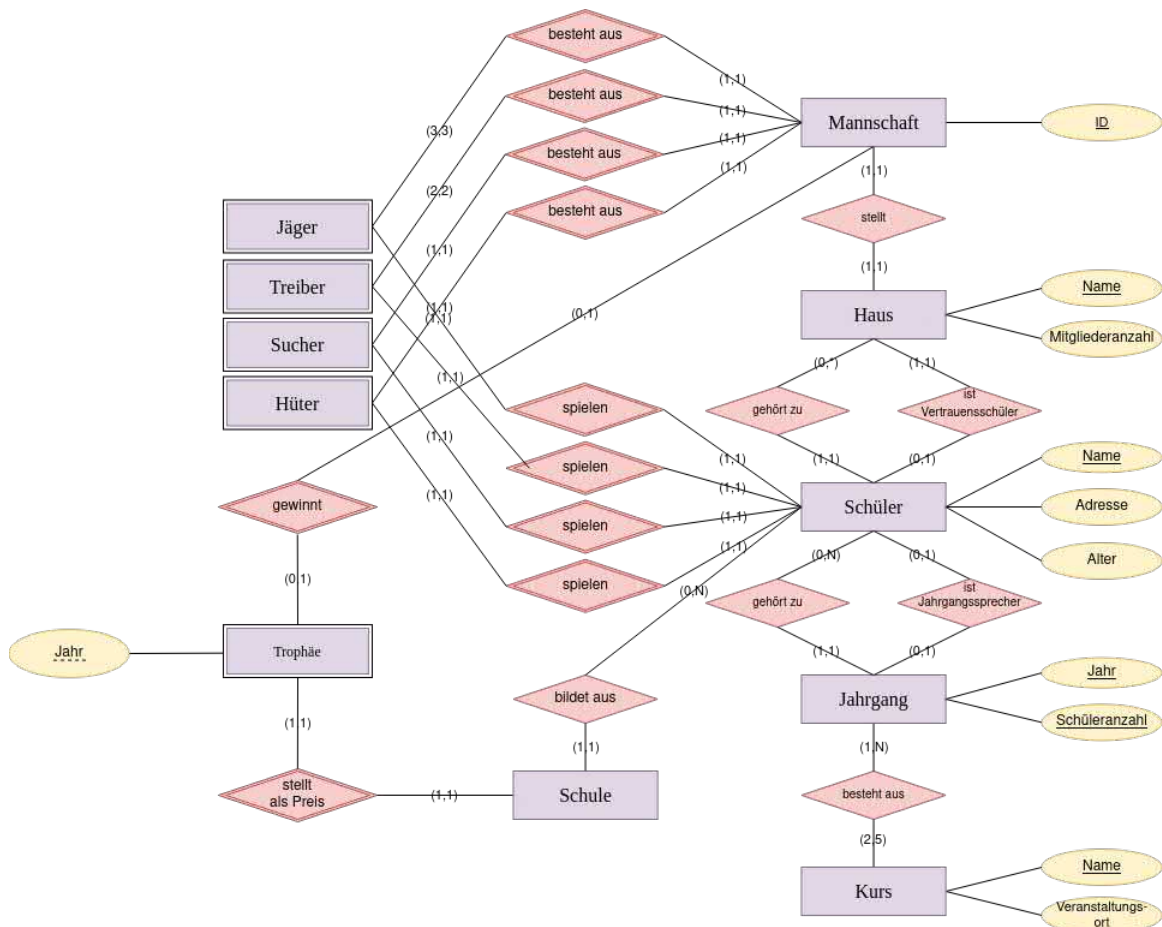 besteht aus
(1,1)
besteht aus
(1,1)
Mannschaft
ID
(3,3)
besteht aus
(1,1)
(1,1)
(2,2)
besteht aus
stellt
Jäger
(1,1)
(1,1)
Treiber
Name
(1,1)
(1,1)
(0,1)
Haus
Mitgliederanzahl
Sucher
(0,*)
(1,1)
(1,1)
Hüter
spielen
gehört zu
ist
Vertrauensschüler
(1,1)
(1,1)
(1,1)
(0,1)
Name
spielen
(1,1)
(1,1)
gewinnt
Schüler
Adresse
spielen
(1,1)
(1,1)
(0,N)
(0,1)
Alter
(0,1)
spielen
(0,N)
gehört zu
ist
Jahrgangssprecher
Jahr
Trophäe
(1,1)
(0,1)
Jahr
bildet aus
Jahrgang
Schüleranzahl
(1,1)
(1,1)
(1,N)
stellt
als Preis
(1,1)
Schule
besteht aus
(2,5)
Name
Kurs
Veranstaltungs-
ort